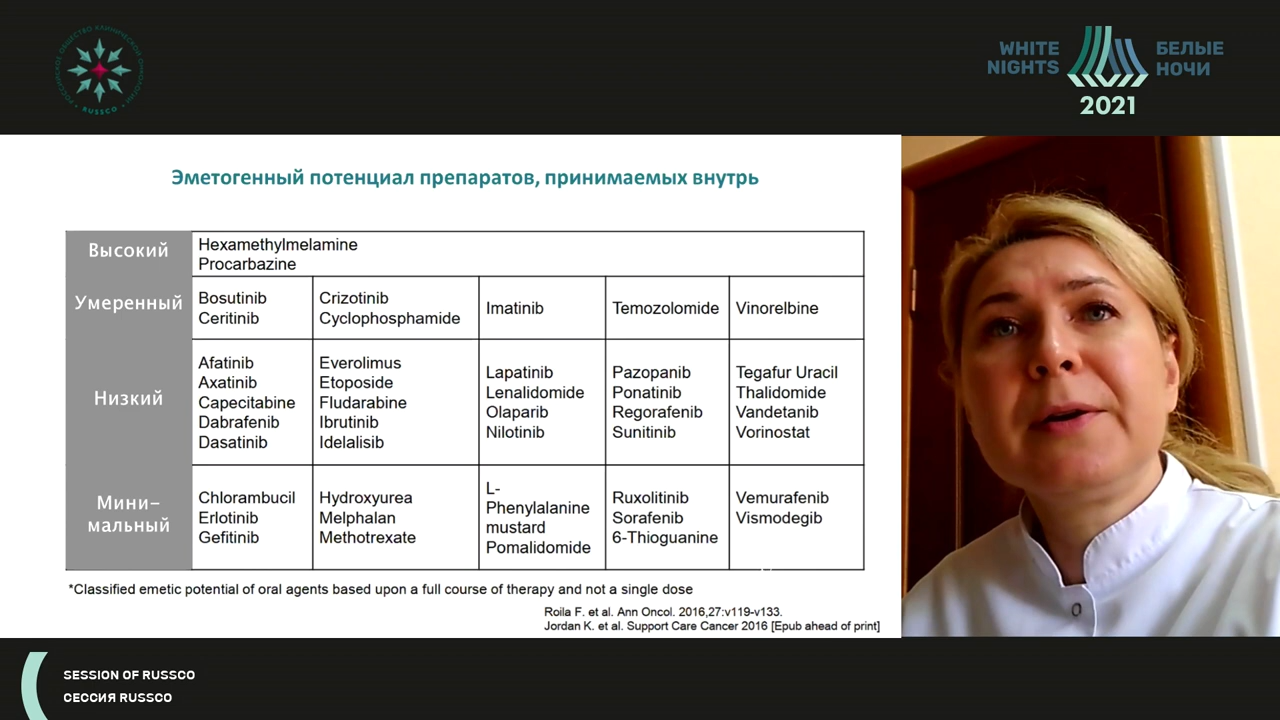 РОССИЙСКОЕ ОБЩЕСТВО КЛИНИЧЕСКОЙ ОНКОЛОГИИ
RUSSCO
WHITE NIGHTS
БЕЛЫЕ НОЧИ
2021
Эметогенный потенциал препаратов, принимаемых внутрь
Высокий
Hexamethylmelamine
Procarbazine
Умеренный
Bosutinib
Ceritinib
Crizotinib
Cyclophosphamide
Imatinib
Temozolomide
Vinorelbine
Низкий
Afatinib
Axatinib
Capecitabine
Dabrafenib
Dasatinib
Everolimus
Etoposide
Fludarabine
Ibrutinib
Idelalisib
Lapatinib
Lenalidomide
Olaparib
Nilotinib
Pazopanib
Ponatinib
Regorafenib
Sunitinib
Tegafur Uracil
Thalidomide
Vandetanib
Vorinostat
Мини–
мальный
Chlorambucil
Erlotinib
Gefitinib
Hydroxyurea
Melphalan
Methotrexate
L-
Phenylalanine
mustard
Pomalidomide
Ruxolitinib
Sorafenib
6-Thioguanine
Vemurafenib
Vismodegib
*Classified emetic potential of oral agents based upon a full course of therapy and not a single dose
Roila F. et al. Ann Oncol. 2016,27:v119-v133.
Jordan K. et al. Support Care Cancer 2016 [Epub ahead of print]
SESSION OF RUSSCO
СЕССИЯ RUSSCO